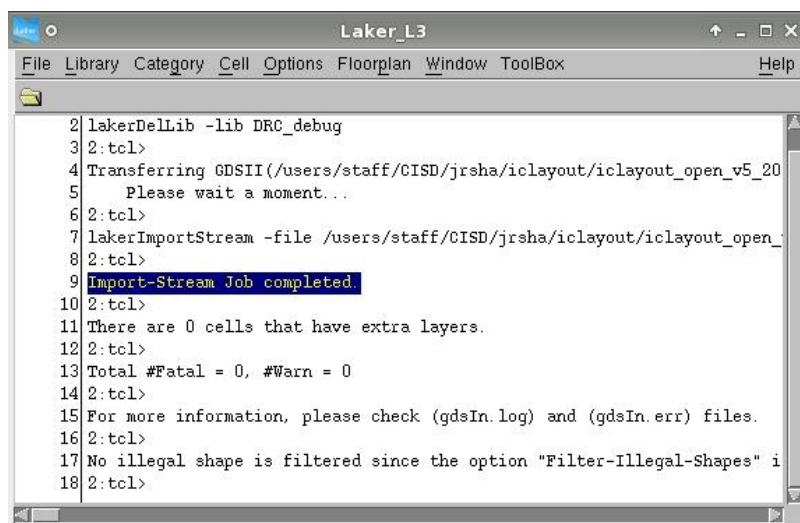 Laker_L3
File Library Category Cell Options Floorplan Window ToolBox Help
2 lakerDelLib -lib DRC_debug
3 2:tcl>
4 Transferring GDSII(/users/staff/CISD/jrsha/iclayout/iclayout_open_v5_20
5 Please wait a moment...
6 2:tcl>
7 lakerImportStream -file /users/staff/CISD/jrsha/iclayout/iclayout_open_
8 2:tcl>
9 Import-Stream Job completed.
10 2:tcl>
11 There are 0 cells that have extra layers.
12 2:tcl>
13 Total #Fatal = 0, #Warn = 0
14 2:tcl>
15 For more information, please check (gdsIn.log) and (gdsIn.err) files.
16 2:tcl>
17 No illegal shape is filtered since the option "Filter-Illegal-Shapes" i
18 2:tcl>